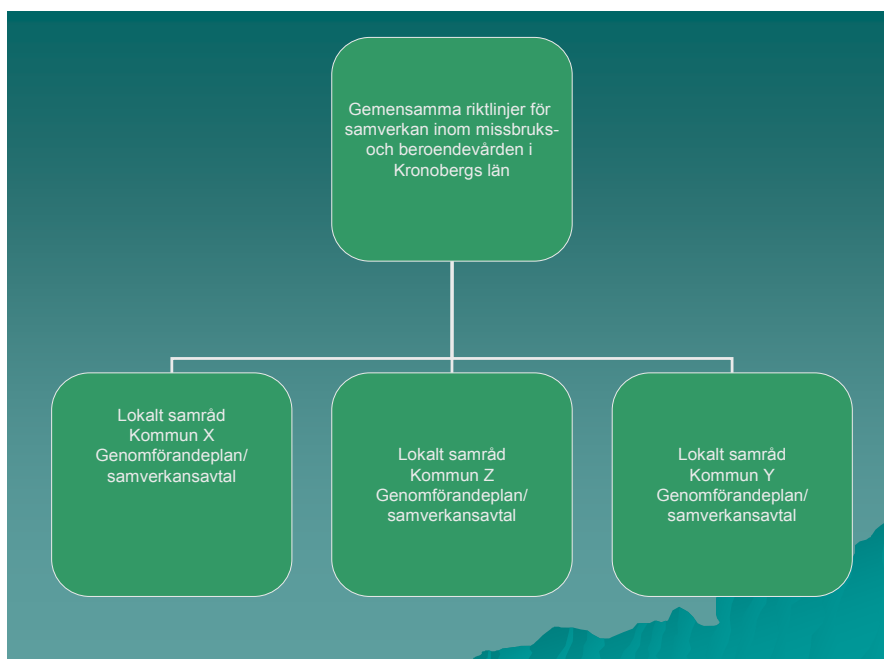 Gemensamma riktlinjer för
samverkan inom missbruks-
och beroendevården i
Kronobergs län
Lokalt samråd
Kommun X
Genomförandeplan/
samverkansavtal
Lokalt samråd
Kommun Z
Genomförandeplan/
samverkansavtal
Lokalt samråd
Kommun Y
Genomförandeplan/
samverkansavtal